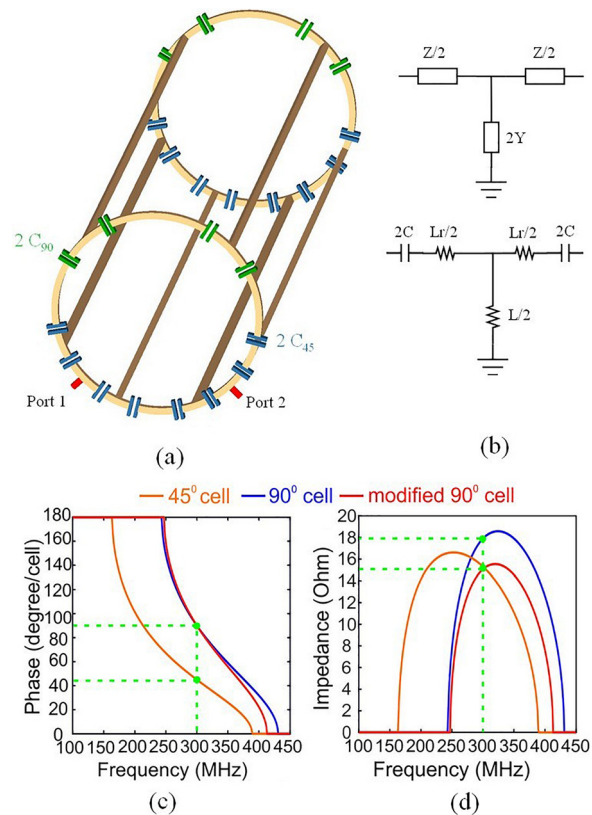 Z/2 Z/2
2Y
2 C90
2C Lr/2 Lr/2 2C
L/2
2 C45
Port 1 Port 2
(a) (b)
45⁰ cell 90⁰ cell modified 90⁰ cell
Phase (degree/cell)
180
160
140
120
100
80
60
40
20
0
100 150 200 250 300 350 400 450
Frequency (MHz)
(c)
Impedance (Ohm)
20
18
16
14
12
10
8
6
4
2
0
100 150 200 250 300 350 400 450
Frequency (MHz)
(d)